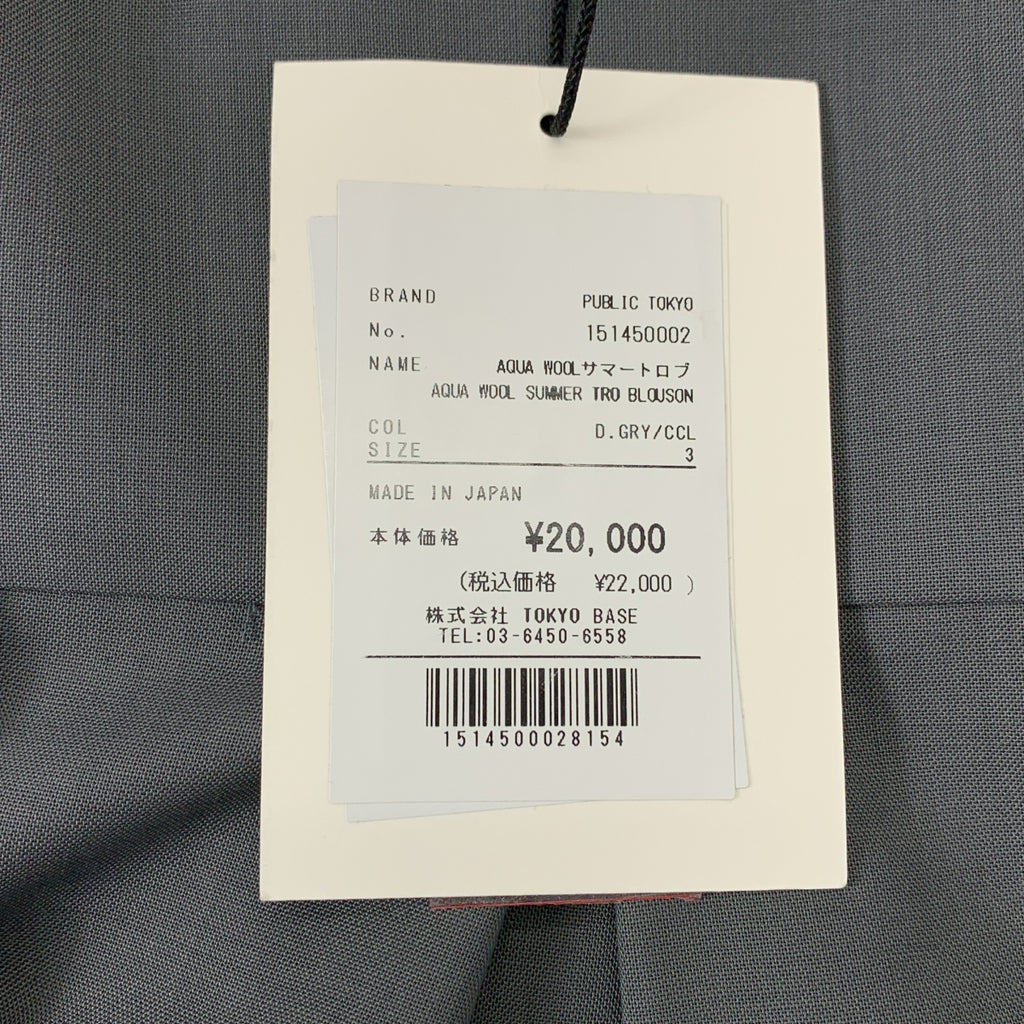 BRAND PUBLIC TOKYO
No. 151450002
NAME AQUA WOOLサマートロブ
AQUA WOOL SUMMER TRO BLOUSON
COL D.GRY/CCL
SIZE 3
MADE IN JAPAN
本体価格 ¥20,000
(税込価格 ¥22,000 )
株式会社 TOKYO BASE
TEL:03-6450-6558
1514500028154